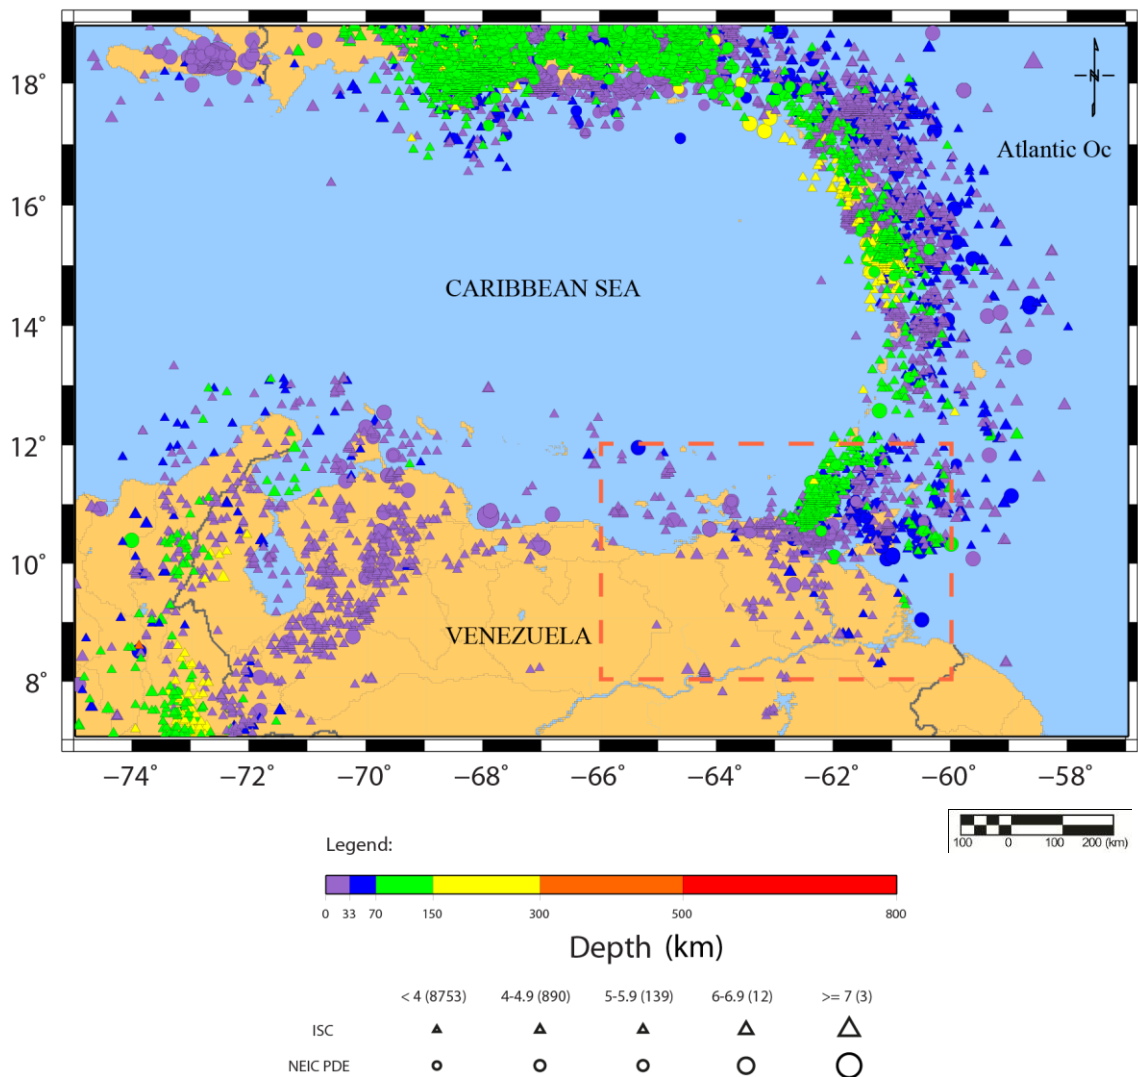 18°
N
Atlantic Oc
16°
CARIBBEAN SEA
14°
12°
10°
VENEZUELA
8°
−74° −72° −70° −68° −66° −64° −62° −60° −58°
100 0 100 200 (km)
Legend:
0 33 70 150 300 500 800
Depth (km)
< 4 (8753) 4-4.9 (890) 5-5.9 (139) 6-6.9 (12) >= 7 (3)
ISC
NEIC PDE